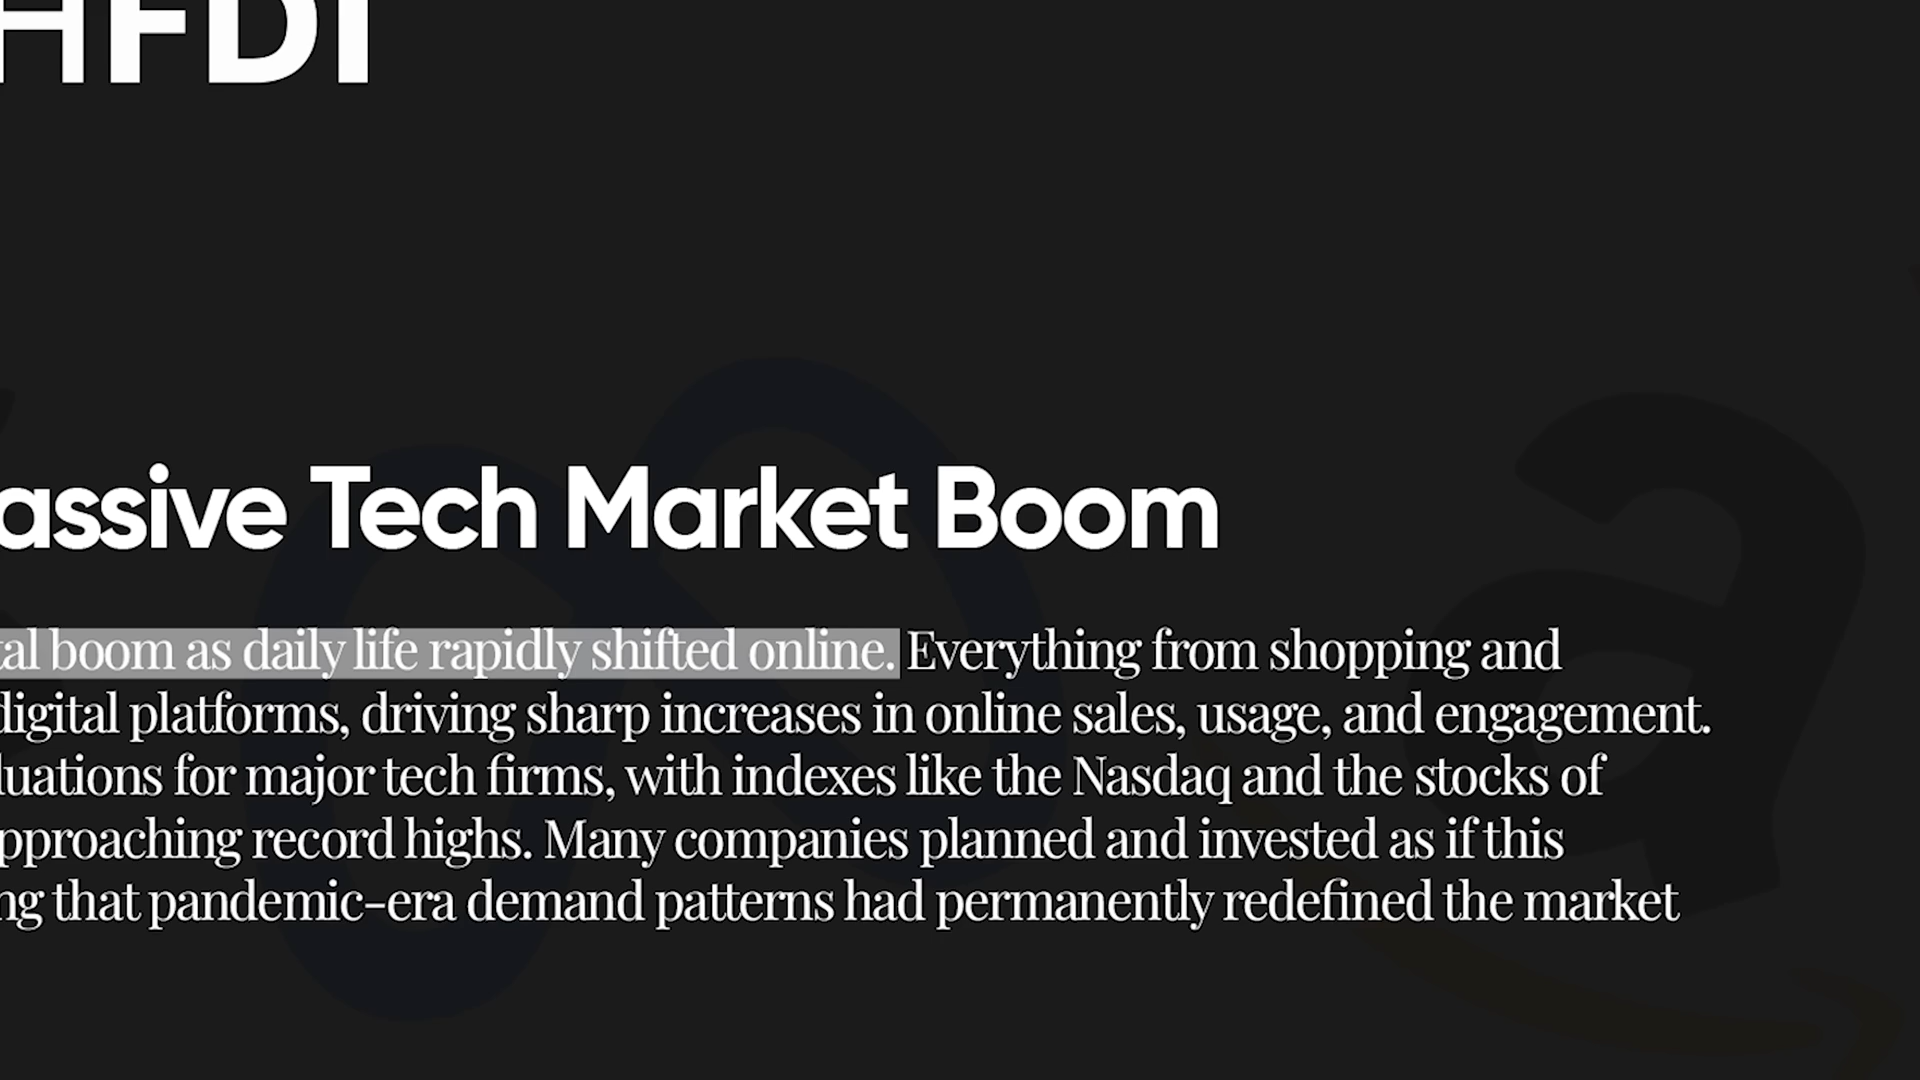 HFDI
assive Tech Market Boom
tal boom as daily life rapidly shifted online. Everything from shopping and
digital platforms, driving sharp increases in online sales, usage, and engagement.
luations for major tech firms, with indexes like the Nasdaq and the stocks of
pproaching record highs. Many companies planned and invested as if this
ng that pandemic-era demand patterns had permanently redefined the market